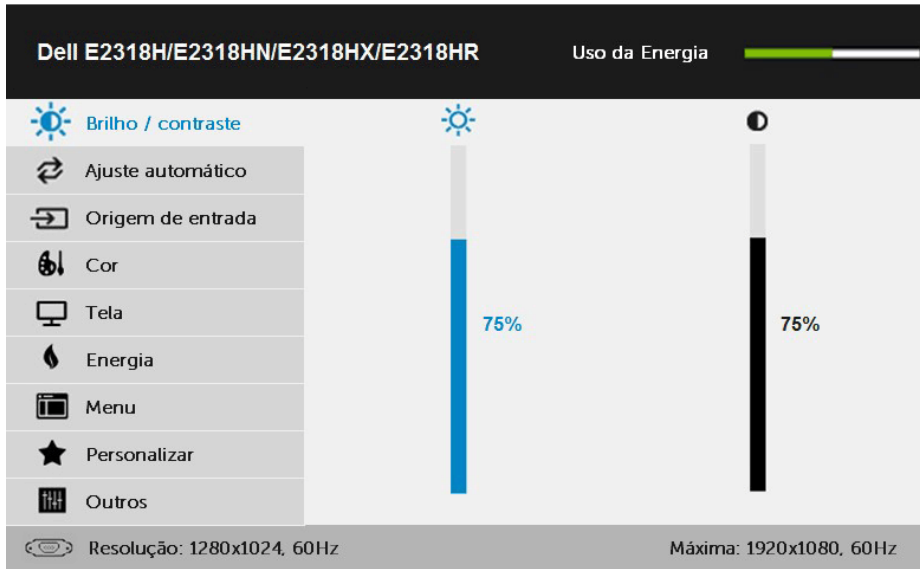 Dell E2318H/E2318HN/E2318HX/E2318HR
Uso da Energia
Brilho / contraste
Ajuste automático
Origem de entrada
Cor
Tela
75%
75%
Energia
Menu
Personalizar
Outros
Resolução: 1280x1024, 60Hz
Máxima: 1920x1080, 60Hz